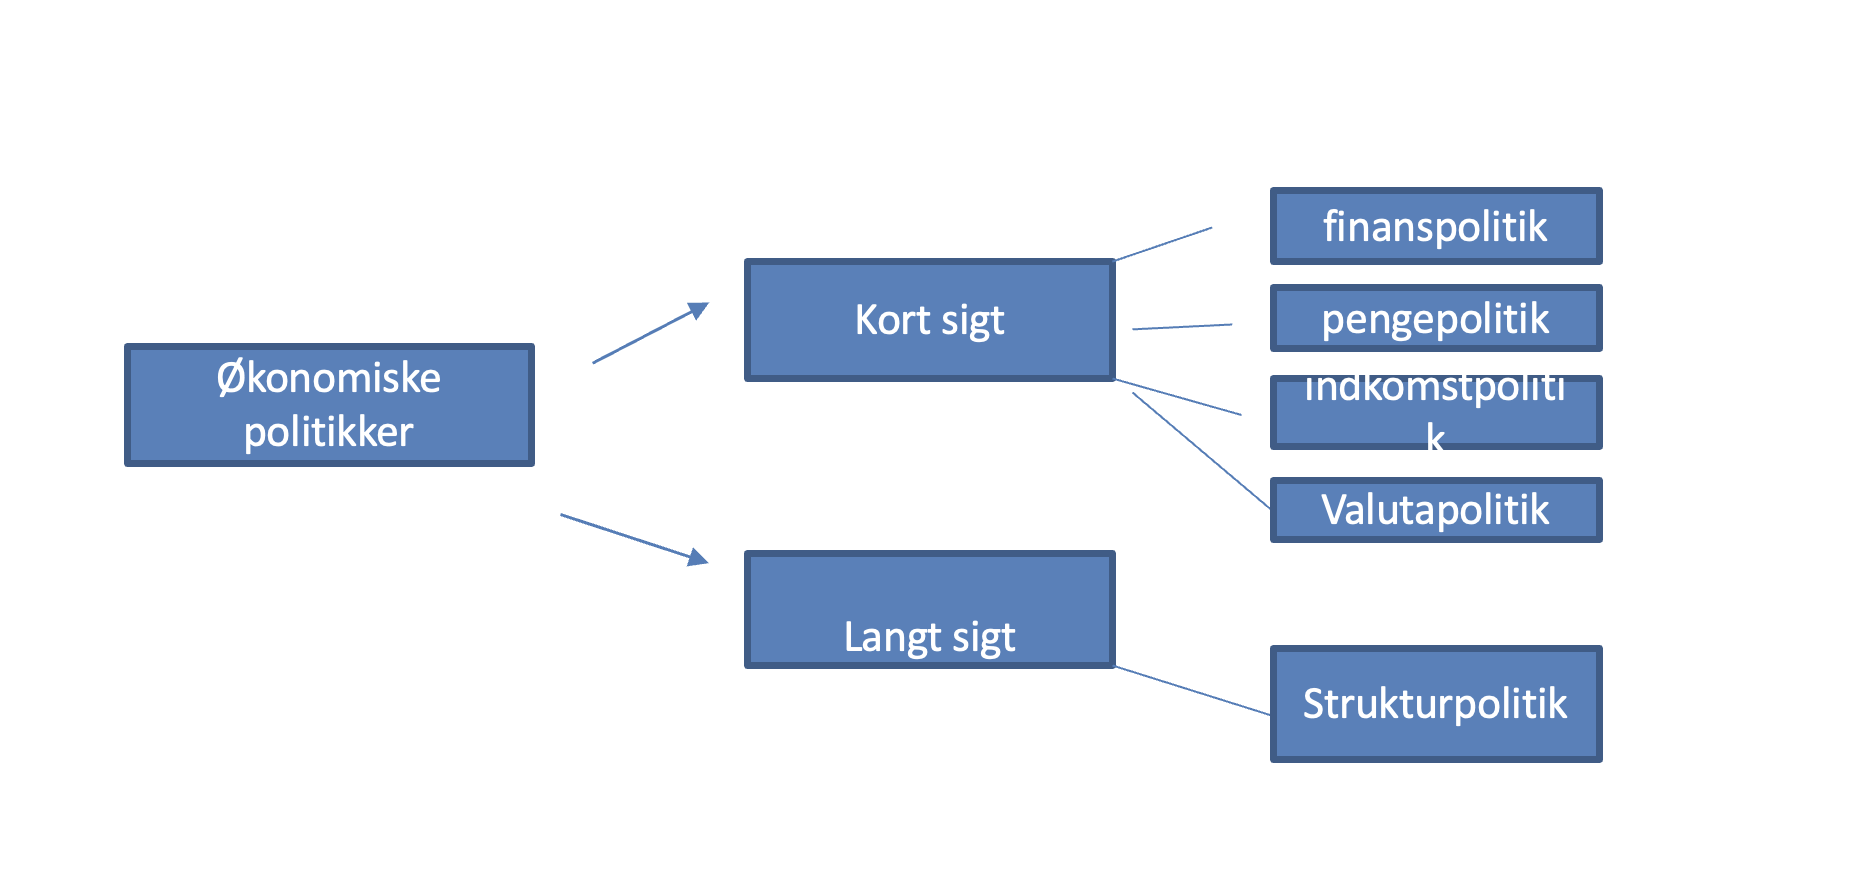 Økonomiske
politikker
Kort sigt
Langt sigt
finanspolitik
pengepolitik
indkomstpoliti
k
Valutapolitik
Strukturpolitik